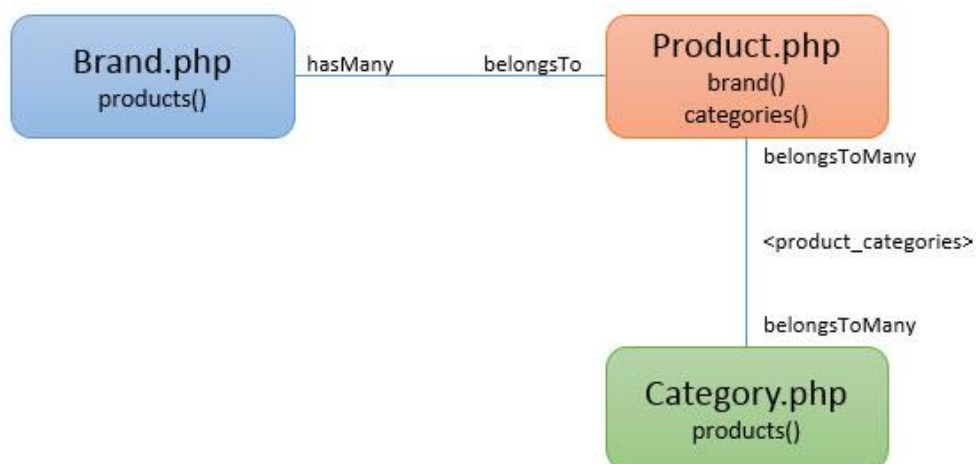 Brand.php
products()
hasMany
belongsTo
Product.php
brand()
categories()
belongsToMany
<product_categories>
belongsToMany
Category.php
products()